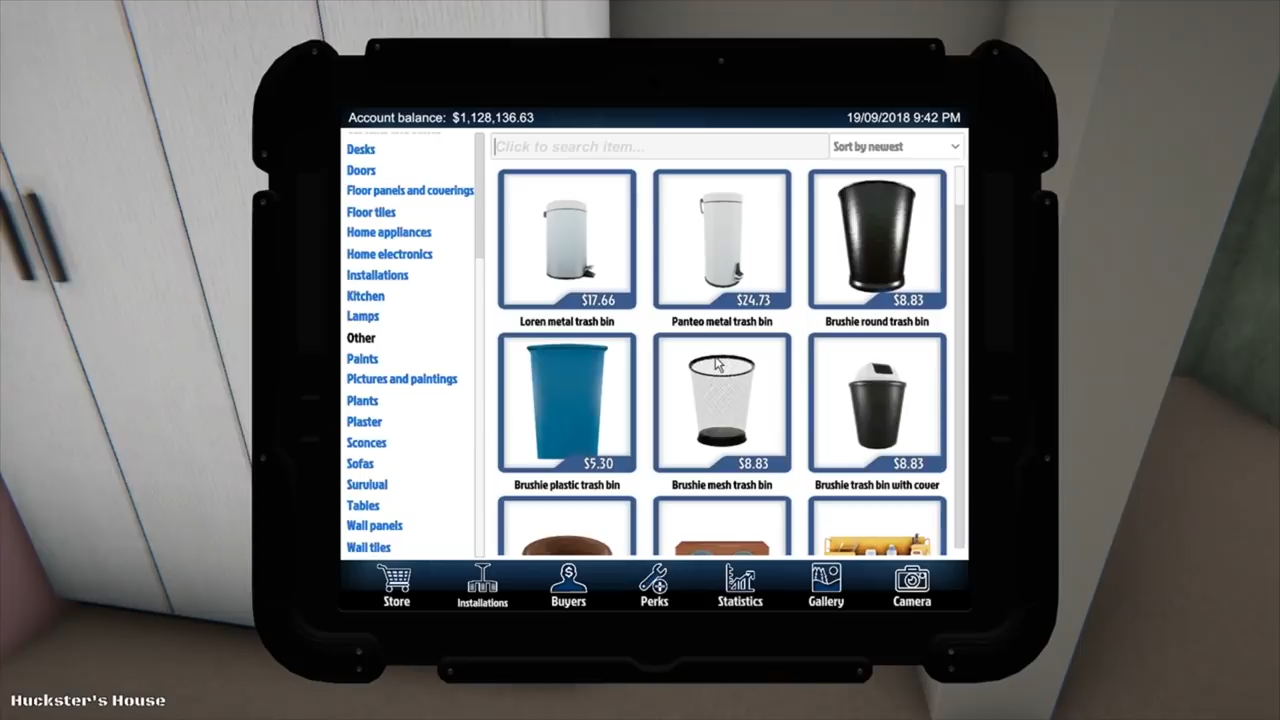 Account balance: $1,128,136.63
19/09/2018 9:42 PM
Desks
Doors
Floor panels and coverings
Floor tiles
Home appliances
Home electronics
Installations
Kitchen
Lamps
Other
Paints
Pictures and paintings
Plants
Plaster
Sconces
Sofas
Survival
Tables
Wall panels
Wall tiles
Click to search item...
Sort by newest
$17.66
$24.73
$8.83
Loren metal trash bin
Panteo metal trash bin
Brushie round trash bin
$5.30
$8.83
$8.83
Brushie plastic trash bin
Brushie mesh trash bin
Brushie trash bin with cover
Store
Installations
Buyers
Perks
Statistics
Gallery
Camera
Huckster's House